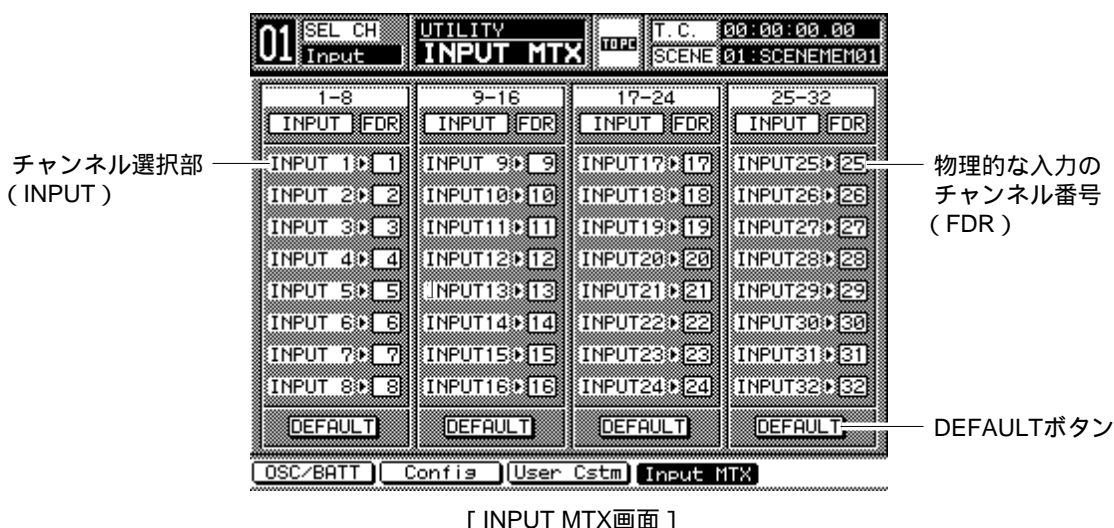 01 SEL CH Input UTILITY INPUT MTX TO PC T.C. 00:00:00.00 SCENE 01:SCENEMEM01
1-8 9-16 17-24 25-32
INPUT FDR INPUT FDR INPUT FDR INPUT FDR
INPUT 1 1 INPUT 9 9 INPUT17 17 INPUT25 25
INPUT 2 2 INPUT10 10 INPUT18 18 INPUT26 26
INPUT 3 3 INPUT11 11 INPUT19 19 INPUT27 27
INPUT 4 4 INPUT12 12 INPUT20 20 INPUT28 28
INPUT 5 5 INPUT13 13 INPUT21 21 INPUT29 29
INPUT 6 6 INPUT14 14 INPUT22 22 INPUT30 30
INPUT 7 7 INPUT15 15 INPUT23 23 INPUT31 31
INPUT 8 8 INPUT16 16 INPUT24 24 INPUT32 32
DEFAULT DEFAULT DEFAULT DEFAULT
OSC/BATT Config User Cstm Input MTX
チャンネル選択部
( INPUT )
物理的な入力の
チャンネル番号
( FDR )
DEFAULTボタン
[ INPUT MTX画面 ]